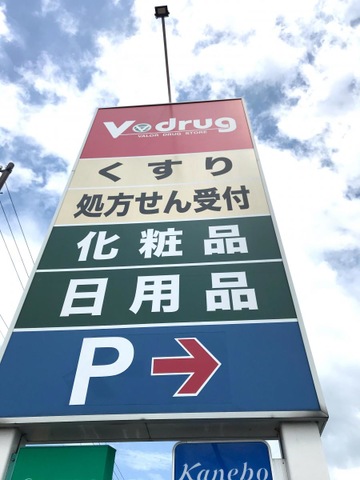 V drug
VALOR DRUG STORE
くすり
処方せん受付
化粧品
日用品
P→
Kanebo